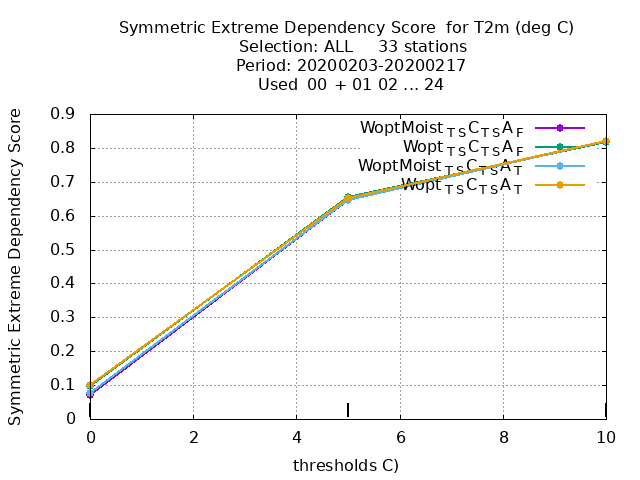 Symmetric Extreme Dependency Score for T2m (deg C)
Selection: ALL 33 stations
Period: 20200203-20200217
Used 00 + 01 02 ... 24
Symmetric Extreme Dependency Score
0.9
0.8
0.7
0.6
0.5
0.4
0.3
0.2
0.1
0
WoptMoist TS C TS A F
Wopt TS C TS A F
WoptMoist TS C TS A T
Wopt TS C TS A T
0 2 4 6 8 10
thresholds C)